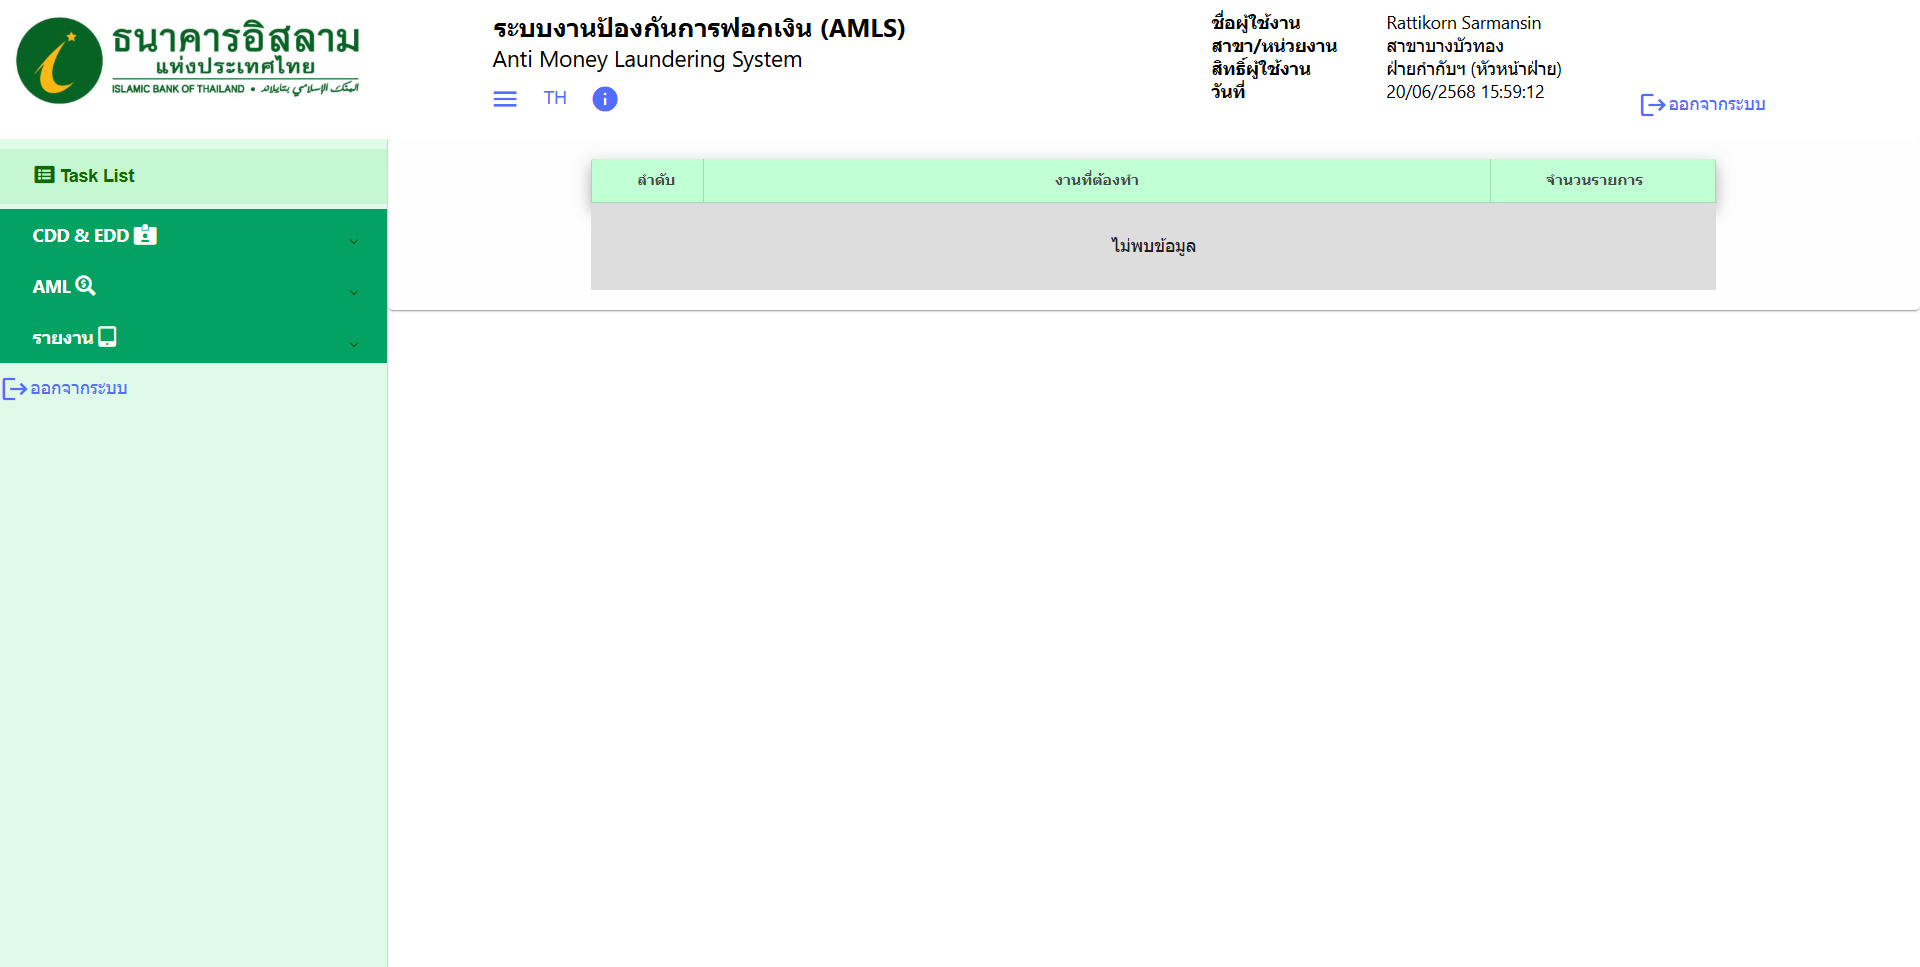 ธนาคารอิสลาม
แห่งประเทศไทย
ISLAMIC BANK OF THAILAND •
ระบบงานป้องกันการฟอกเงิน (AMLS)
Anti Money Laundering System
TH
ชื่อผู้ใช้งาน Rattikorn Sarmansin
สาขา/หน่วยงาน สาขาบางบัวทอง
สิทธิ์ผู้ใช้งาน ฝ่ายกำกับฯ (หัวหน้าฝ่าย)
วันที่ 20/06/2568 15:59:12
ออกจากระบบ
Task List
CDD & EDD
AML
รายงาน
ออกจากระบบ
ลำดับ งานที่ต้องทำ จำนวนรายการ
ไม่พบข้อมูล